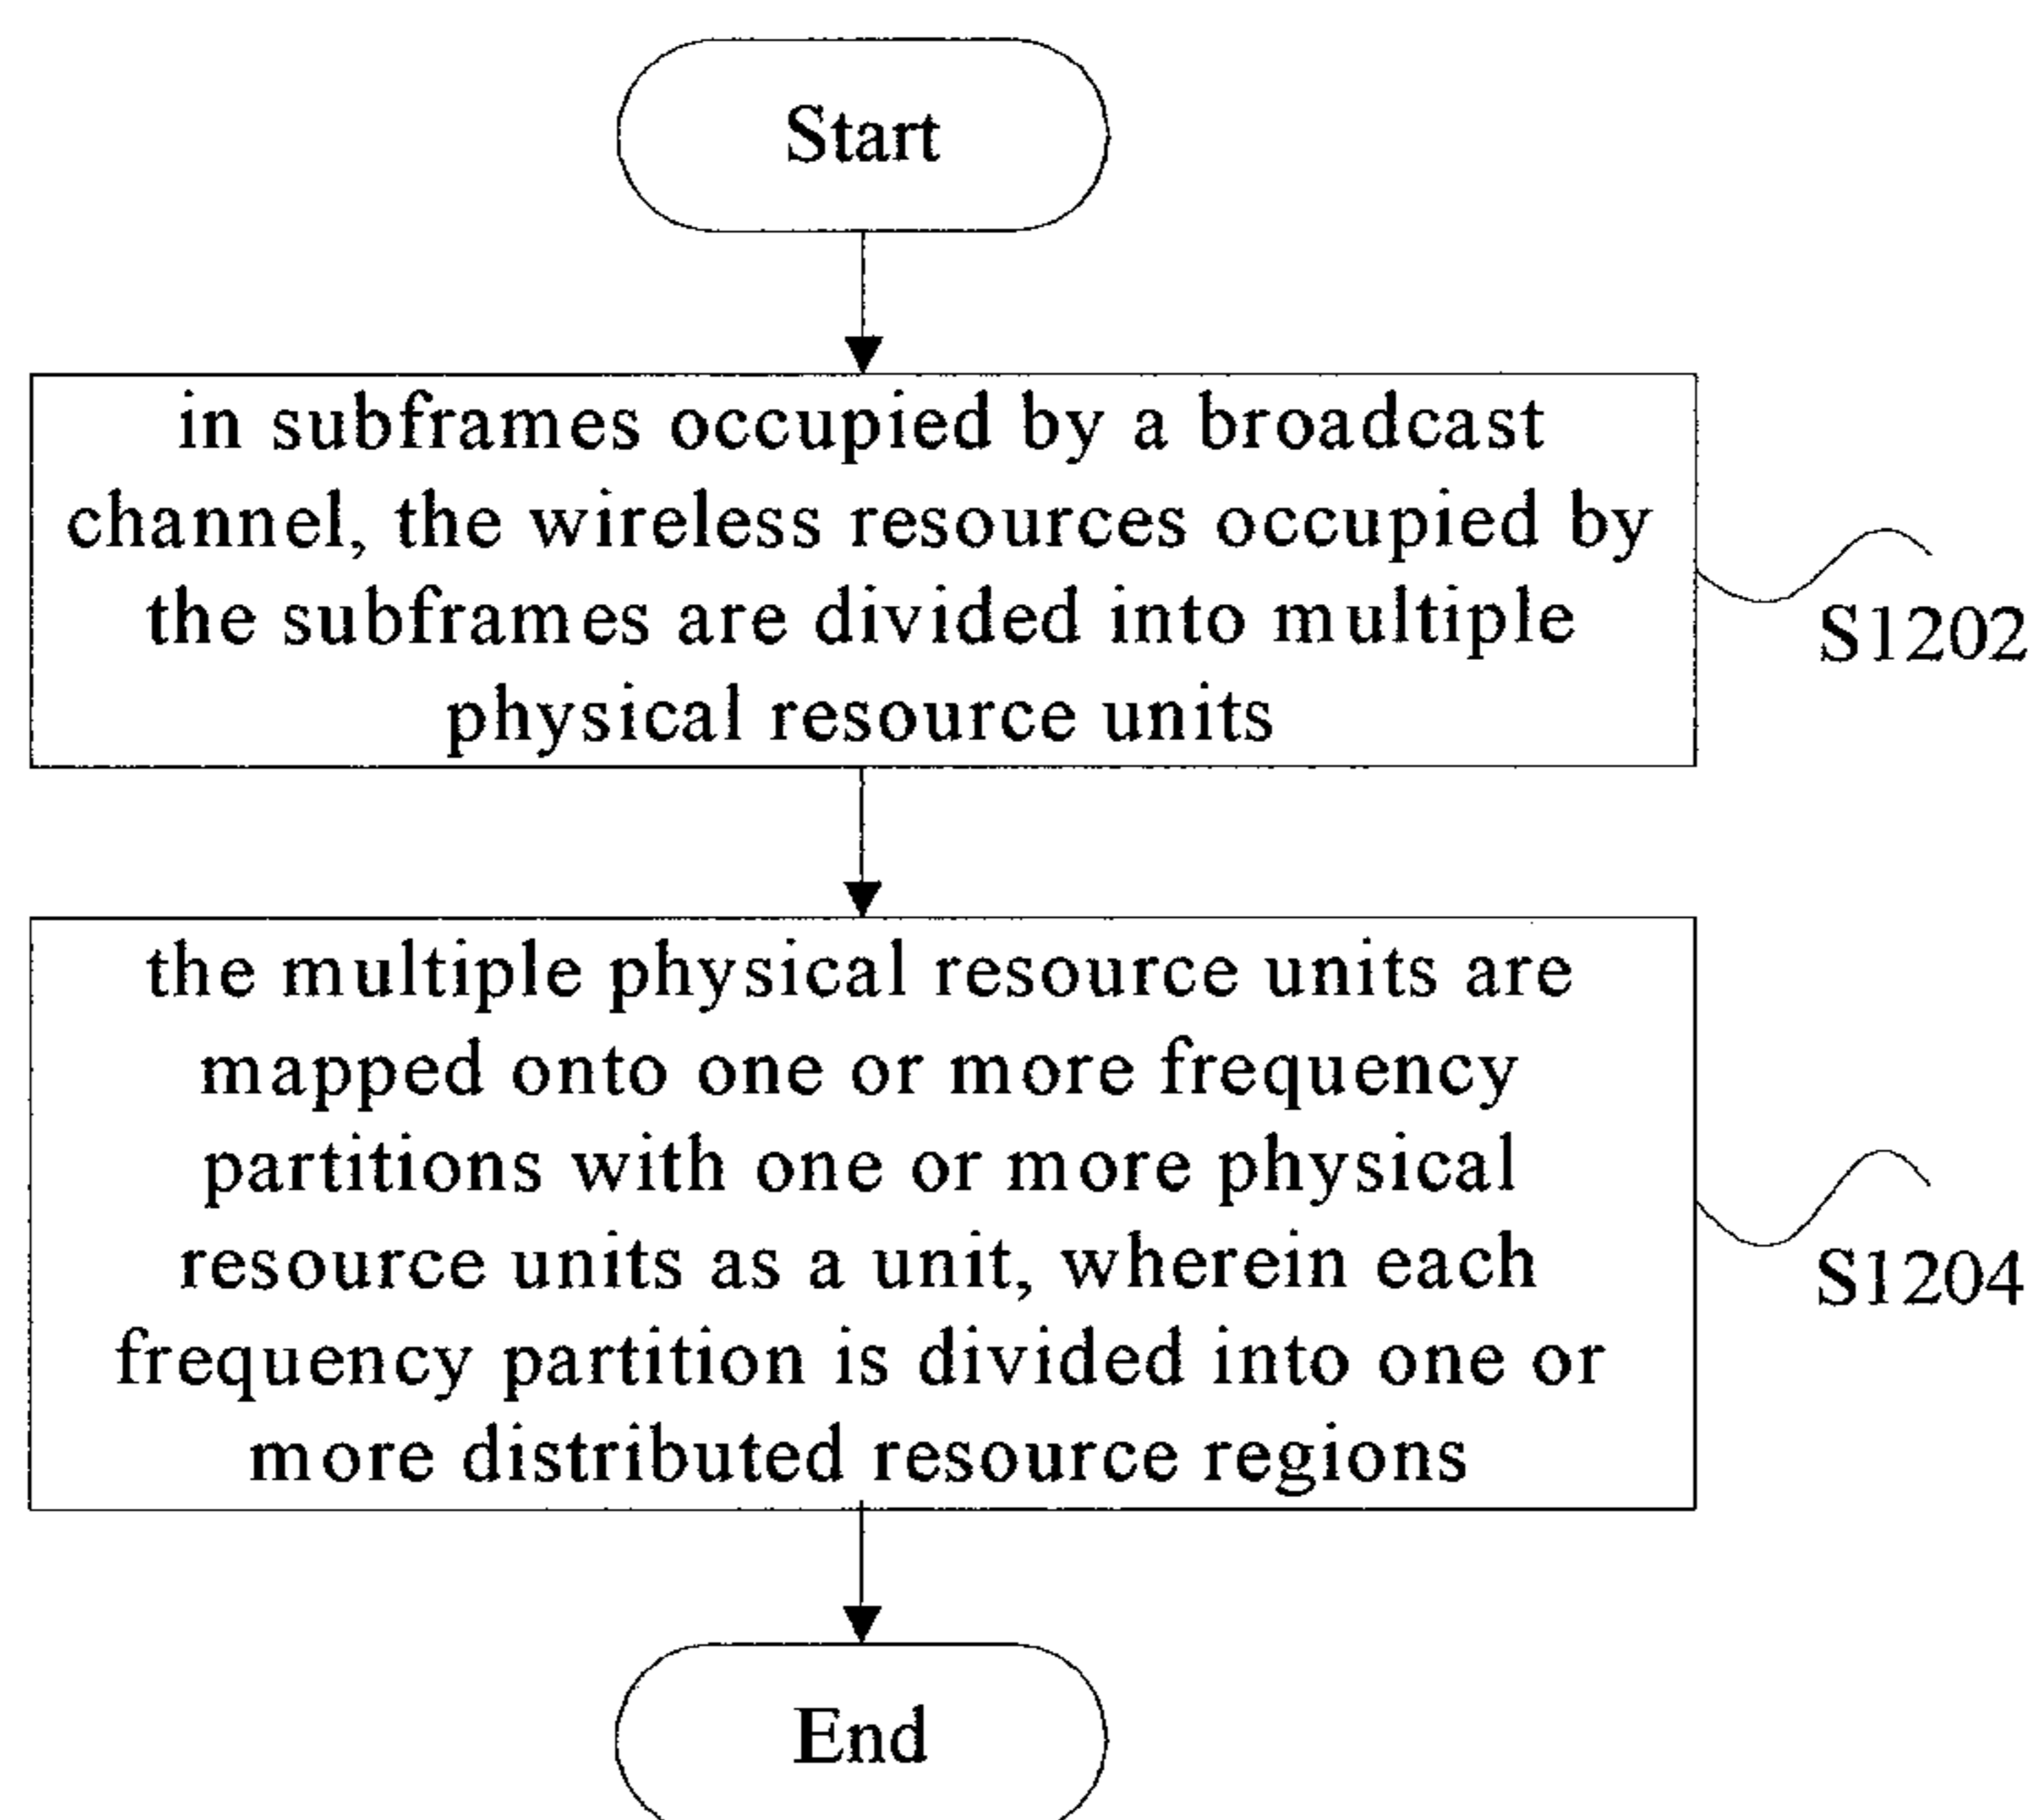 Start
in subframes occupied by a broadcast
channel, the wireless resources occupied by
the subframes are divided into multiple
physical resource units
S1202
the multiple physical resource units are
mapped onto one or more frequency
partitions with one or more physical
resource units as a unit, wherein each
frequency partition is divided into one or
more distributed resource regions
S1204
End